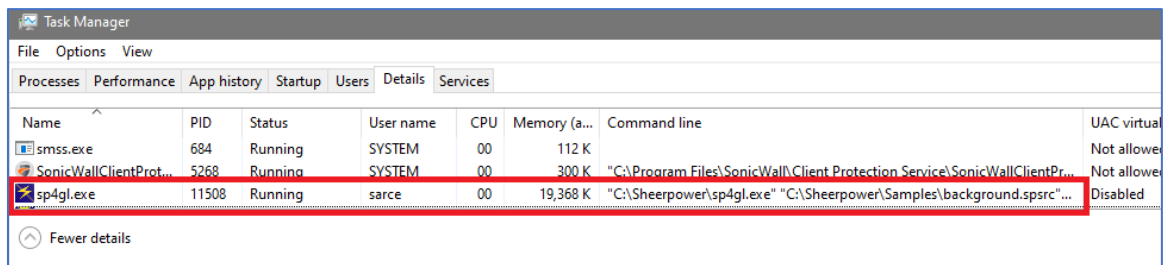 Task Manager
File Options View
Processes Performance App history Startup Users Details Services
Name PID Status User name CPU Memory (a... Command line UAC virtual
smss.exe 684 Running SYSTEM 00 112 K Not allowe
SonicWallClientProt... 5268 Running SYSTEM 00 300 K "C:\Program Files\SonicWall\Client Protection Service\SonicWallClientPr... Not allowe
sp4gl.exe 11508 Running sarce 00 19,368 K "C:\Sheerpower\sp4gl.exe" "C:\Sheerpower\Samples\background.spsrc"... Disabled
Fewer details